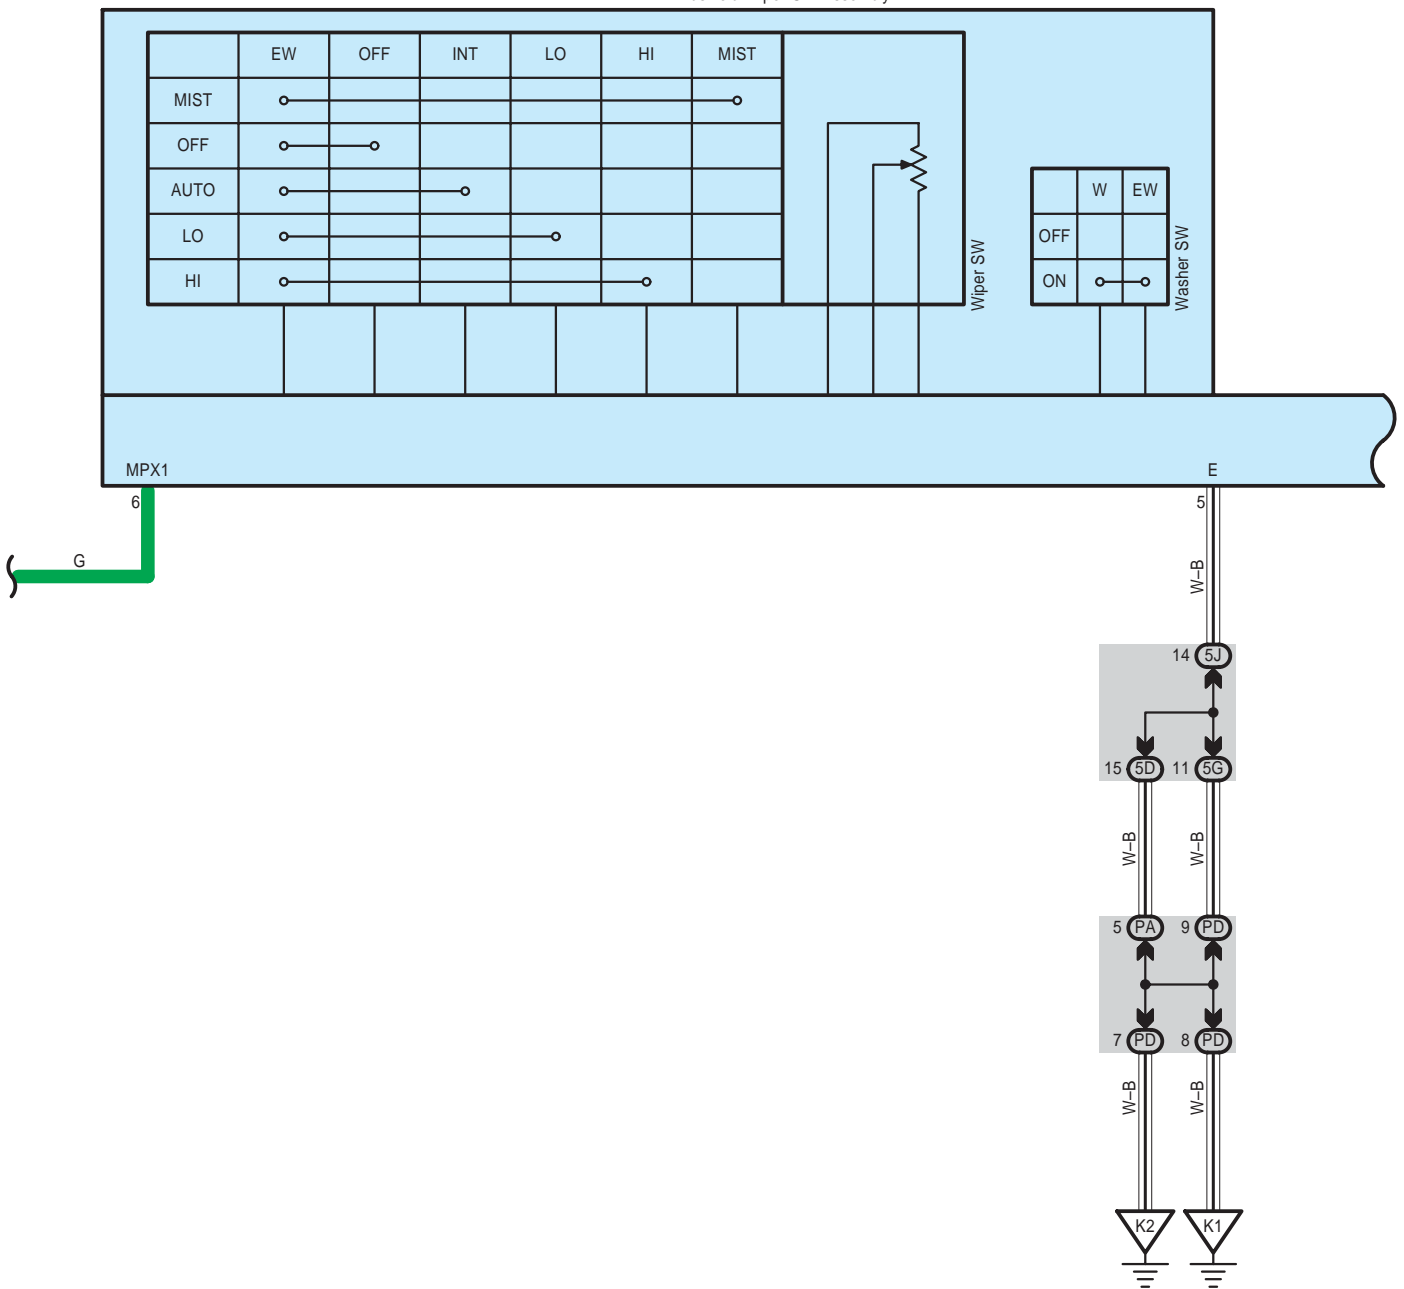 EW OFF INT LO HI MIST
MIST
OFF
AUTO
LO
HI
Wiper SW
W EW
OFF
ON
Washer SW
MPX1
E
6
5
G
W–B
14 5J
15 5D 11 5G
W–B W–B
5 PA 9 PD
7 PD 8 PD
W–B W–B
K2 K1